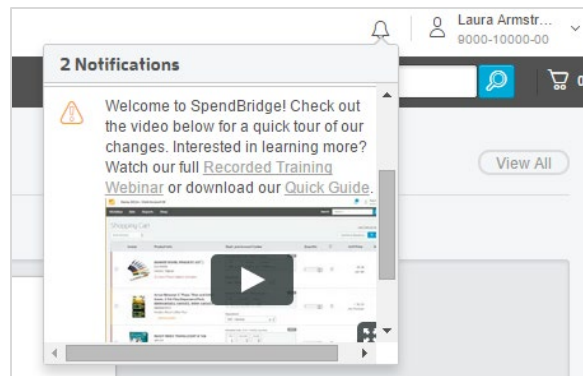 Laura Armstr...
9000-10000-00
2 Notifications
Welcome to SpendBridge! Check out
the video below for a quick tour of our
changes. Interested in learning more?
Watch our full Recorded Training
Webinar or download our Quick Guide.
View All
Shopping Cart